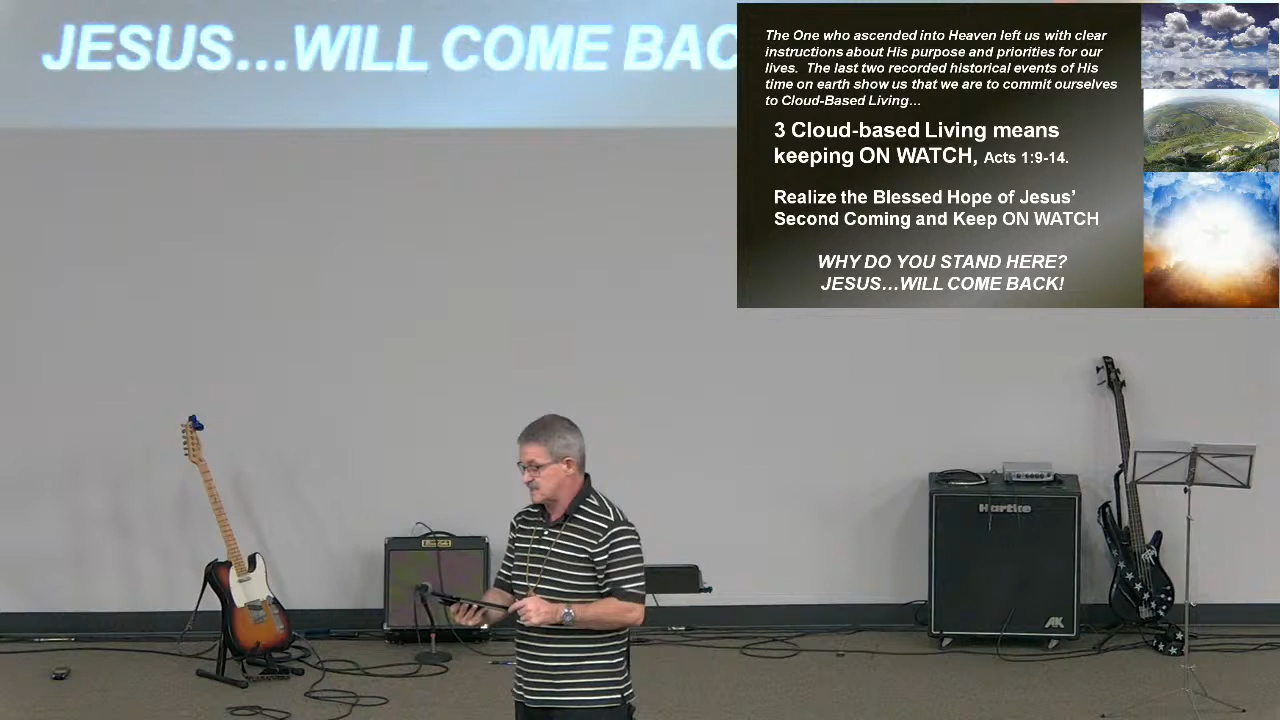 JESUS...WILL COME BAC
The One who ascended into Heaven left us with clear
instructions about His purpose and priorities for our
lives. The last two recorded historical events of His
time on earth show us that we are to commit ourselves
to Cloud-Based Living...
3 Cloud-based Living means
keeping ON WATCH, Acts 1:9-14.
Realize the Blessed Hope of Jesus'
Second Coming and Keep ON WATCH
WHY DO YOU STAND HERE?
JESUS...WILL COME BACK!
Hartke
AK